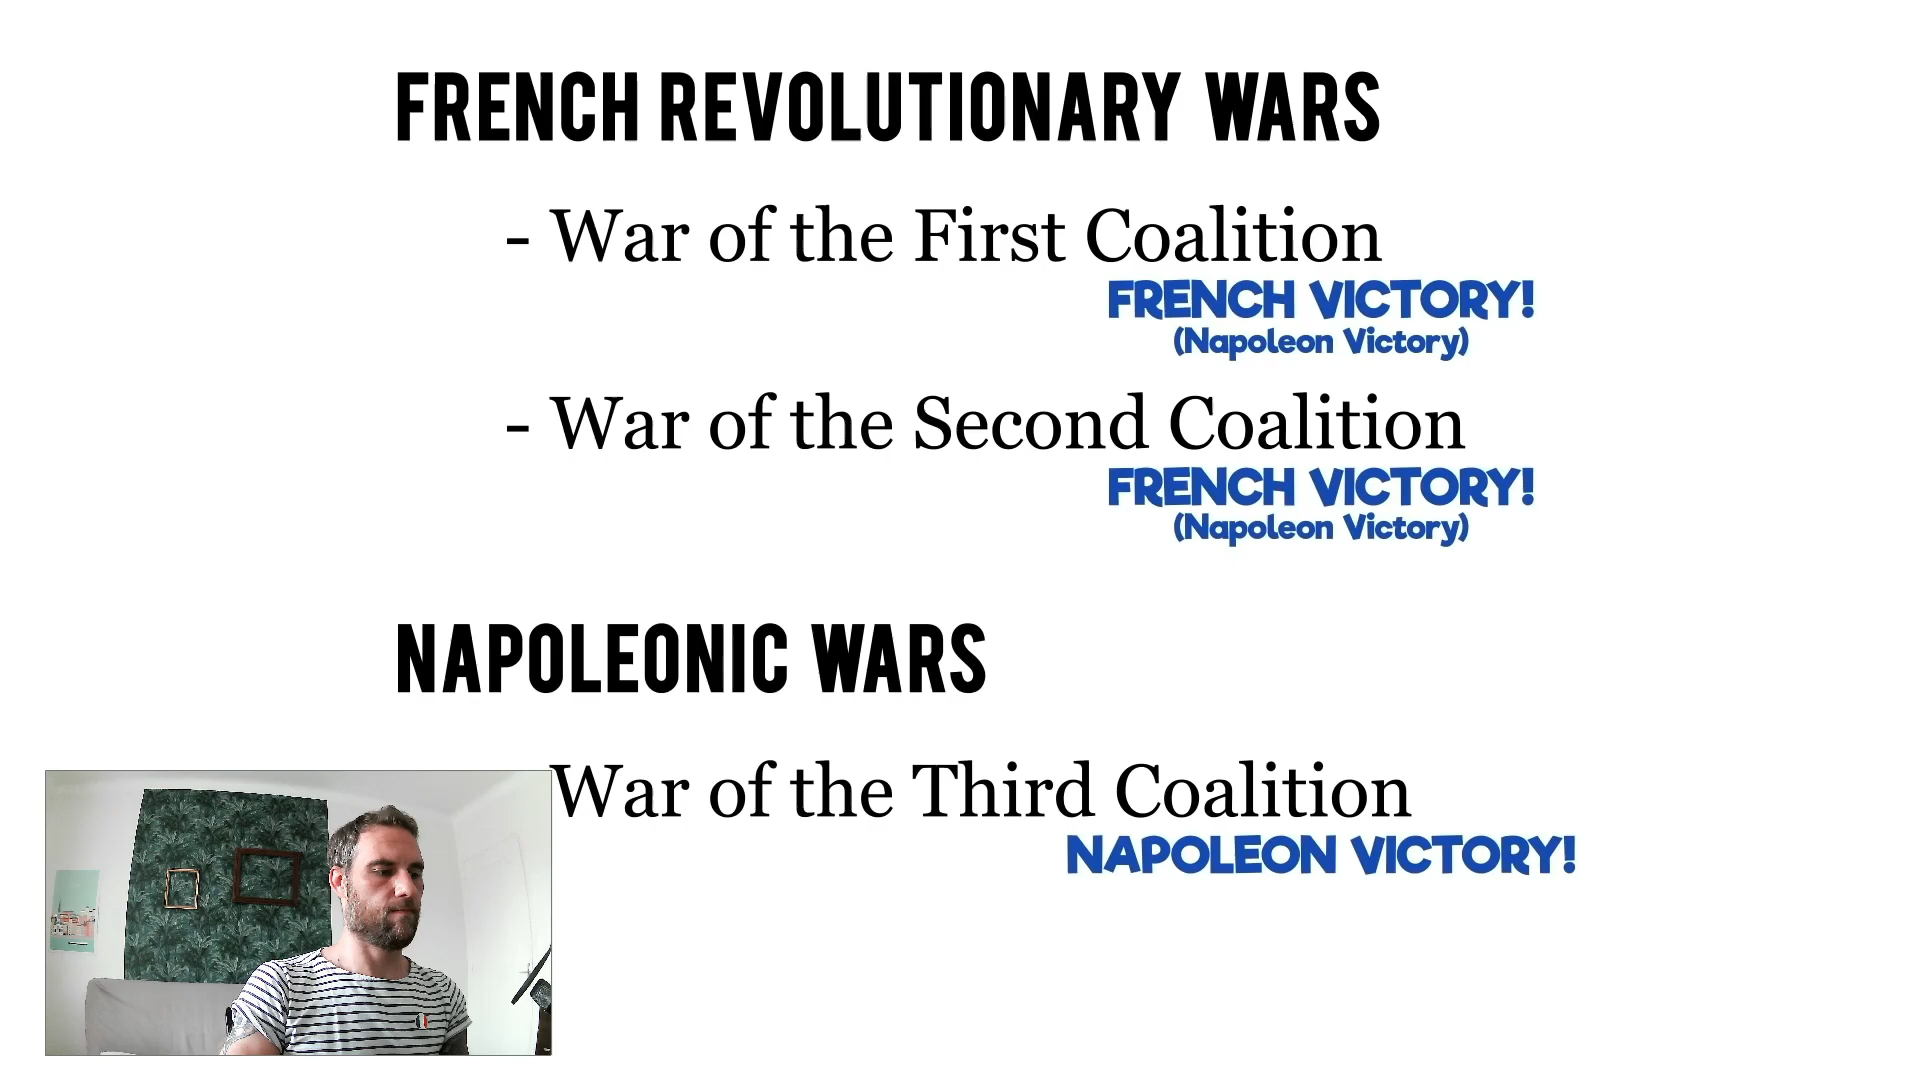 FRENCH REVOLUTIONARY WARS
- War of the First Coalition
FRENCH VICTORY!
(Napoleon Victory)
- War of the Second Coalition
FRENCH VICTORY!
(Napoleon Victory)
NAPOLEONIC WARS
War of the Third Coalition
NAPOLEON VICTORY!